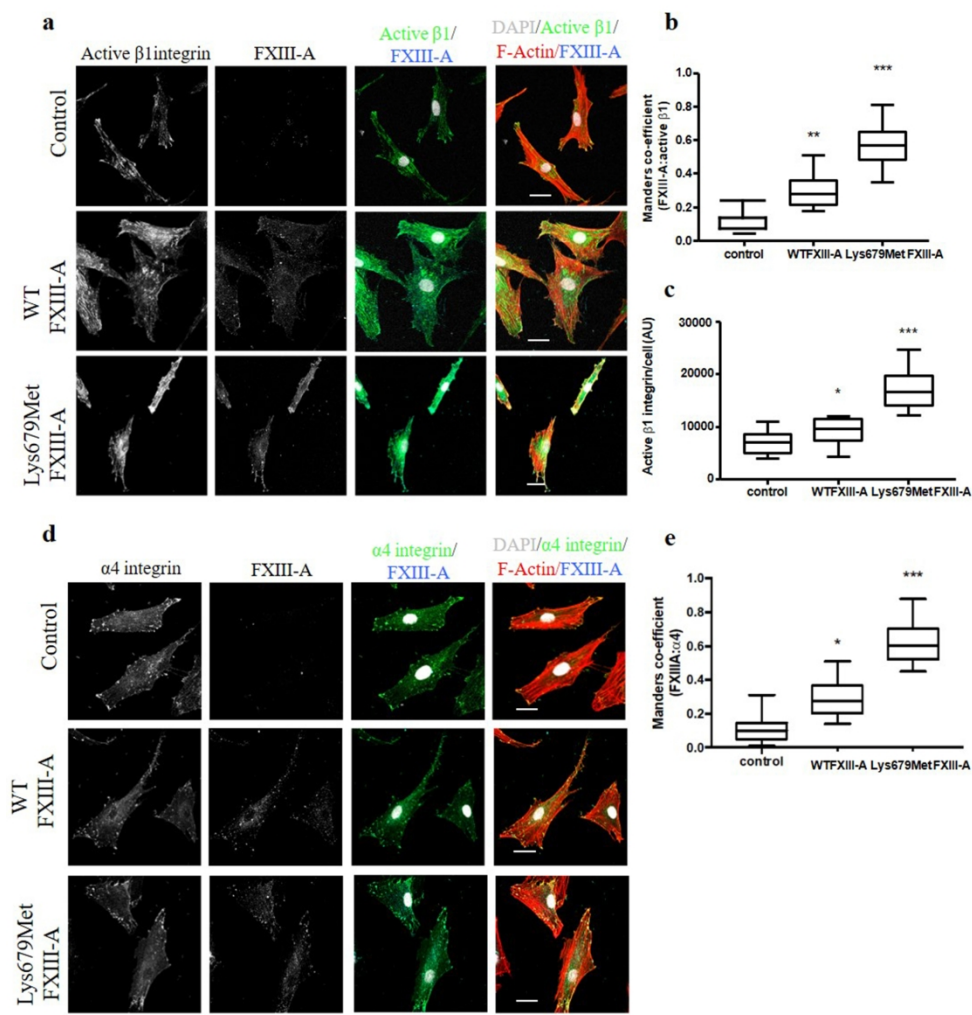 a
Active β1integrin
FXIII-A
Active β1/
FXIII-A
DAPI/Active β1/
F-Actin/FXIII-A
Control
WT
FXIII-A
Lys679Met
FXIII-A
b
Manders co-efficient
(FXIII-A:active β1)
1.0
0.8
0.6
0.4
0.2
0.0
**
***
control
WTFXIII-A
Lys679Met FXIII-A
c
Active β1 integrin/cell(AU)
30000
20000
10000
0
*
***
control
WTFXIII-A
Lys679Met FXIII-A
d
α4 integrin
FXIII-A
α4 integrin/
FXIII-A
DAPI/α4 integrin/
F-Actin/FXIII-A
Control
WT
FXIII-A
Lys679Met
FXIII-A
e
Manders co-efficient
(FXIIIA:α4)
1.0
0.8
0.6
0.4
0.2
0.0
*
***
control
WTFXIII-A
Lys679Met FXIII-A